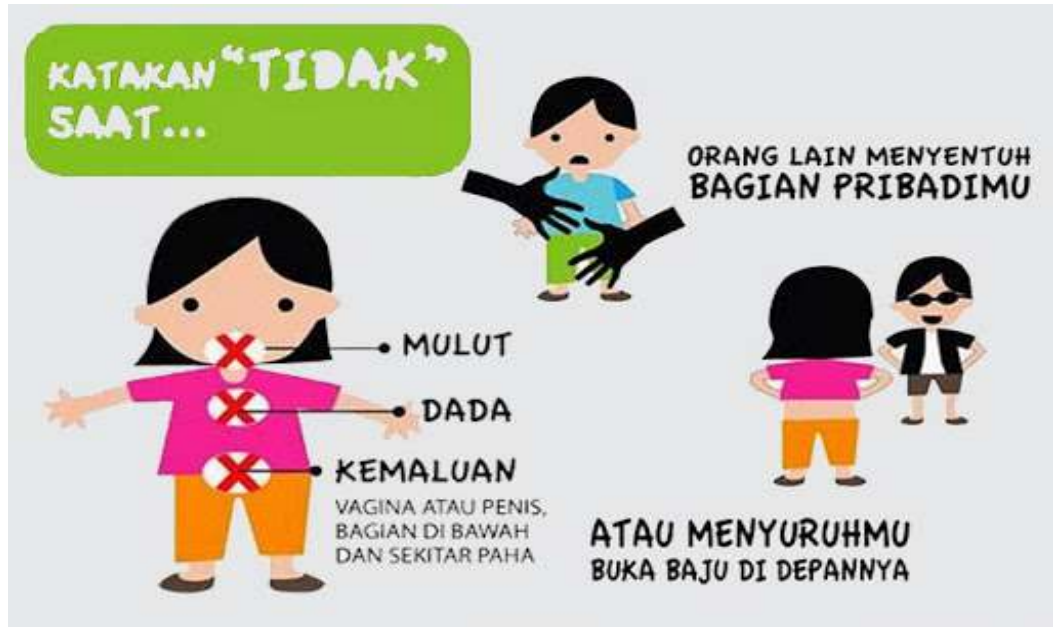 KATAKAN "TIDAK"
SAAT...
ORANG LAIN MENYENTUH
BAGIAN PRIBADIMU
MULUT
DADA
KEMALUAN
VAGINA ATAU PENIS,
BAGIAN DI BAWAH
DAN SEKITAR PAHA
ATAU MENYURUHMU
BUKA BAJU DI DEPANNYA